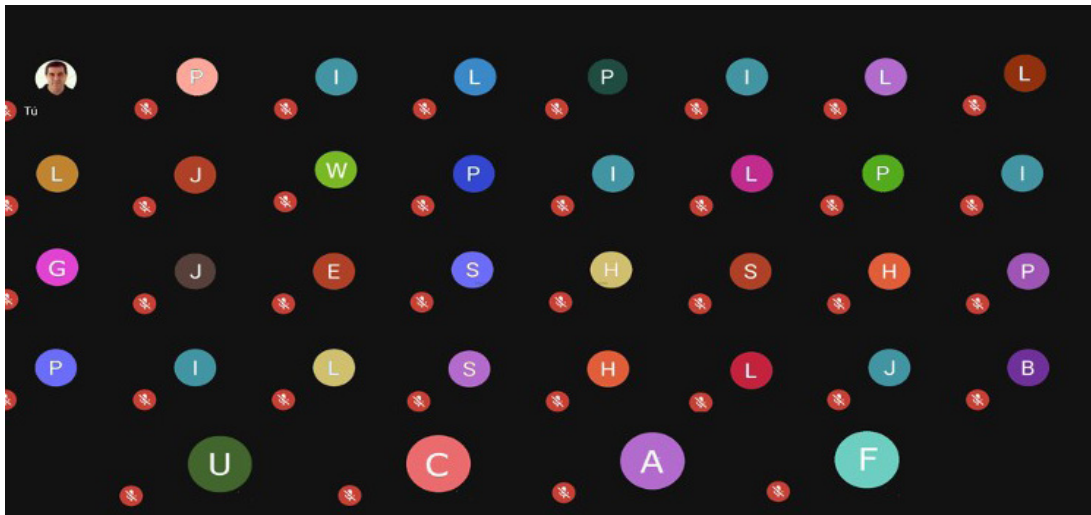 P I L P I L L
Tú
L J W P I L P I
G J E S H S H P
P I L S H L J B
U C A F